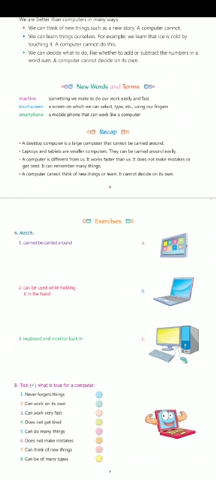 We are better than computers in many ways.
• We can think of new things such as a new story. A computer cannot.
• We can learn things ourselves. For example, we learn that ice is cold by
touching it. A computer cannot do this.
• We can decide what to do, like whether to add or subtract the numbers in a
word sum. A computer cannot decide on its own.
New Words and Terms
machine something we make to do our work easily and fast
touchscreen a screen on which we can select, type, etc., using our fingers
smartphone a mobile phone that can work like a computer
Recap
• A desktop computer is a large computer that cannot be carried around.
• Laptops and tablets are smaller computers. They can be carried around easily.
• A computer is different from us. It works faster than us. It does not make mistakes or
get tired. It can remember many things.
• A computer cannot think of new things or learn. It cannot decide on its own.
Exercises
A. Match.
1. cannot be carried around a.
2. can be used while holding
it in the hand b.
3. keyboard and monitor built in c.
B. Tick (✓) what is true for a computer.
1. Never forgets things
2. Can work on its own
3. Can work very fast
4. Does not get tired
5. Can do many things
6. Does not make mistakes
7. Can think of new things
8. Can be of many types